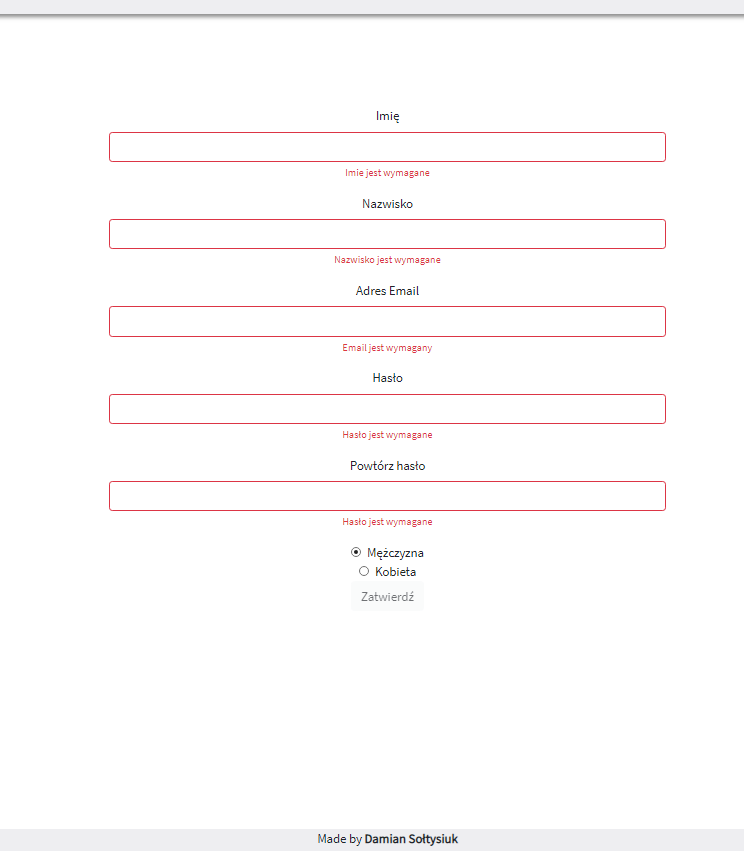 Imię
Imie jest wymagane
Nazwisko
Nazwisko jest wymagane
Adres Email
Email jest wymagany
Hasło
Hasło jest wymagane
Powtórz hasło
Hasło jest wymagane
Mężczyzna
Kobieta
Zatwierdź
Made by Damian Sołtysiuk